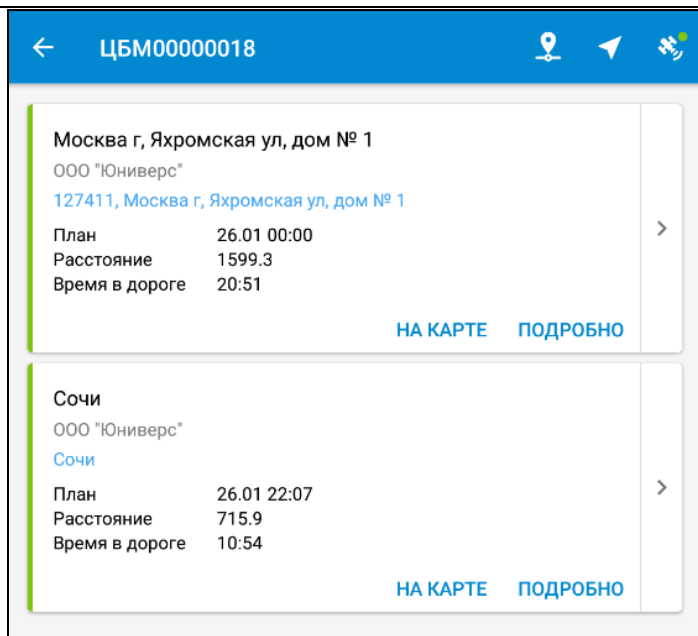 ЦБМ00000018
Москва г, Яхромская ул, дом № 1
ООО "Юниверс"
127411, Москва г, Яхромская ул, дом № 1
План 26.01 00:00
Расстояние 1599.3
Время в дороге 20:51
НА КАРТЕ ПОДРОБНО
Сочи
ООО "Юниверс"
Сочи
План 26.01 22:07
Расстояние 715.9
Время в дороге 10:54
НА КАРТЕ ПОДРОБНО